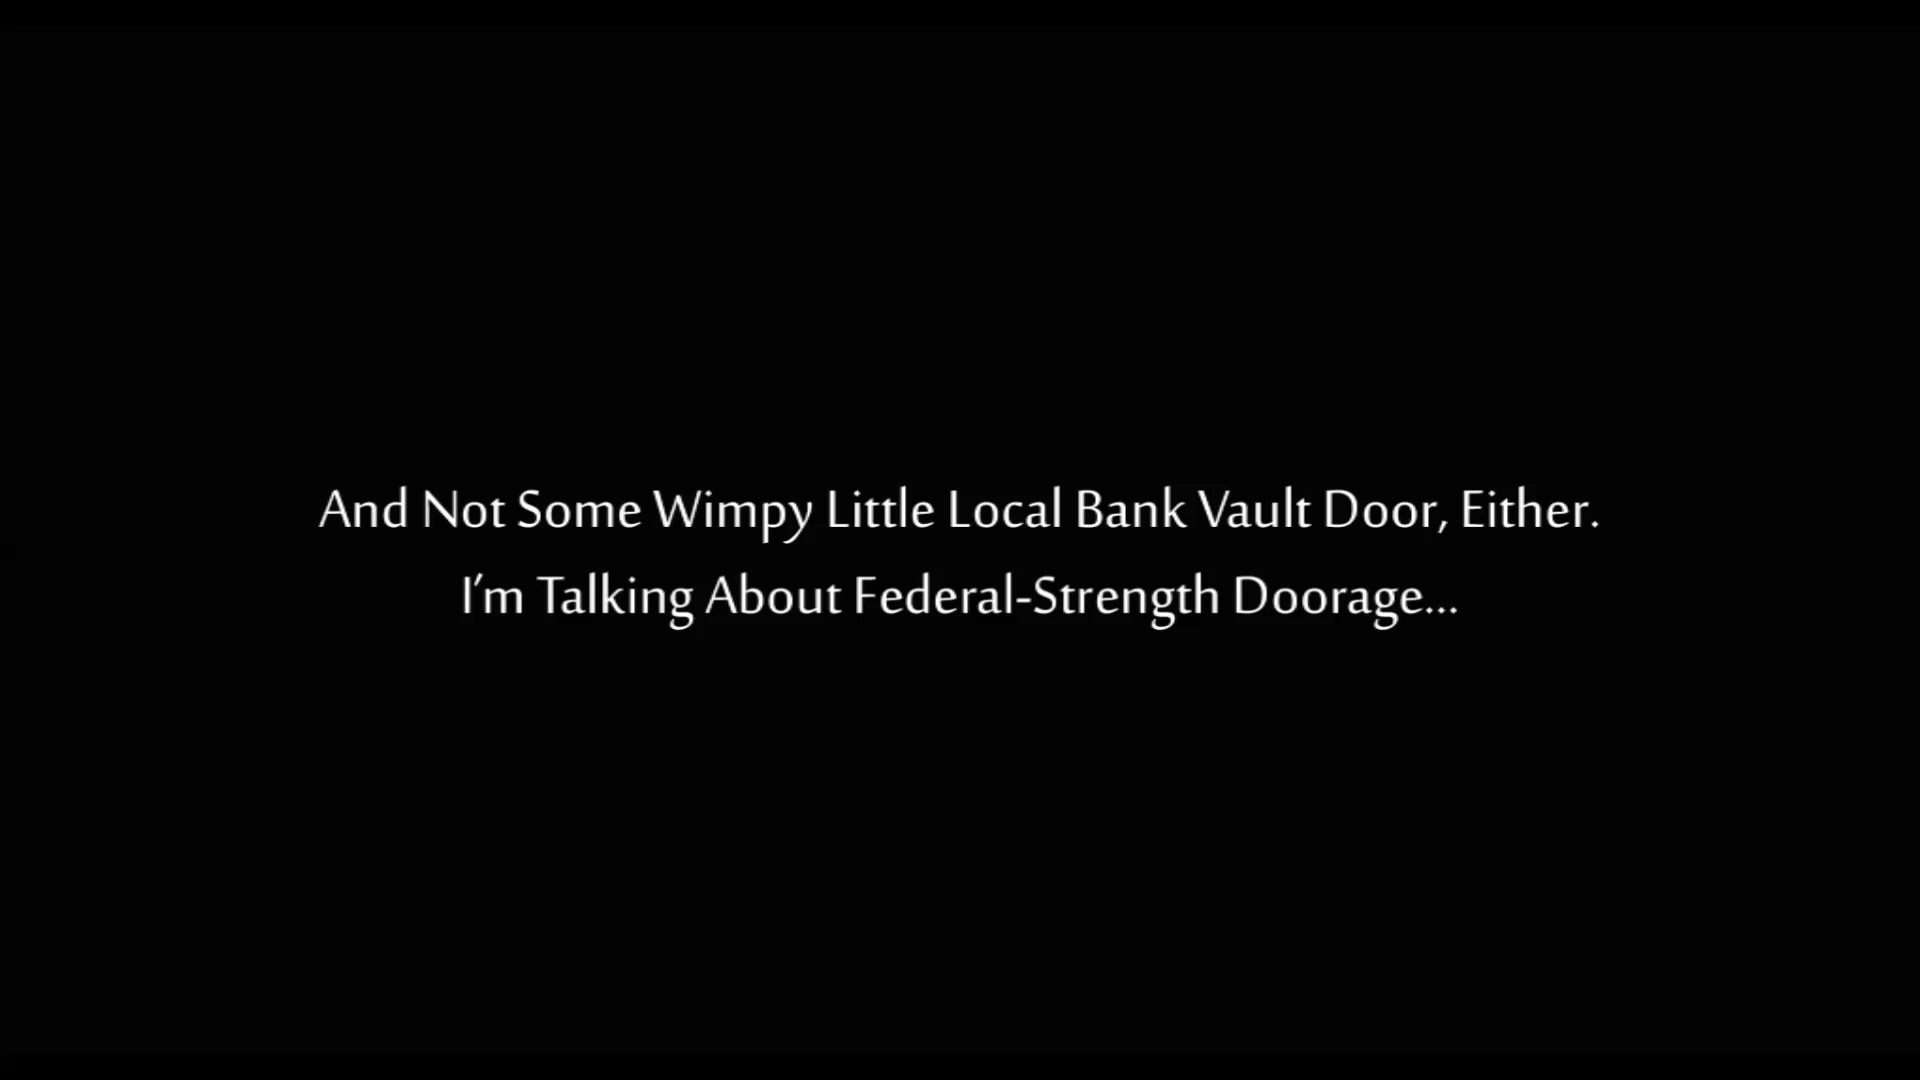 And Not Some Wimpy Little Local Bank Vault Door, Either.
I'm Talking About Federal-Strength Doorage...